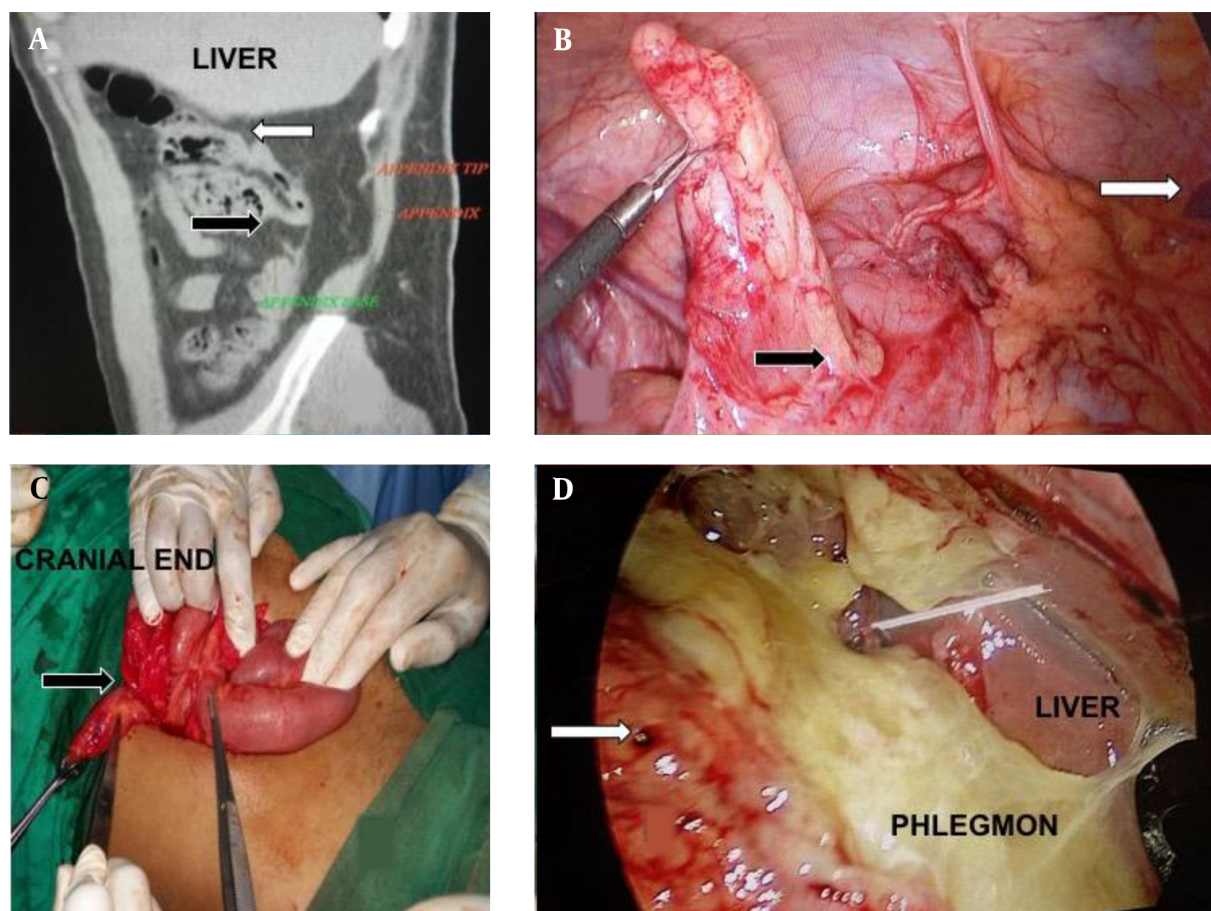 A
LIVER
APPENDIX TIP
APPENDIX
APPENDIX BASE
B
C
CRANIAL END
D
LIVER
PHLEGMON